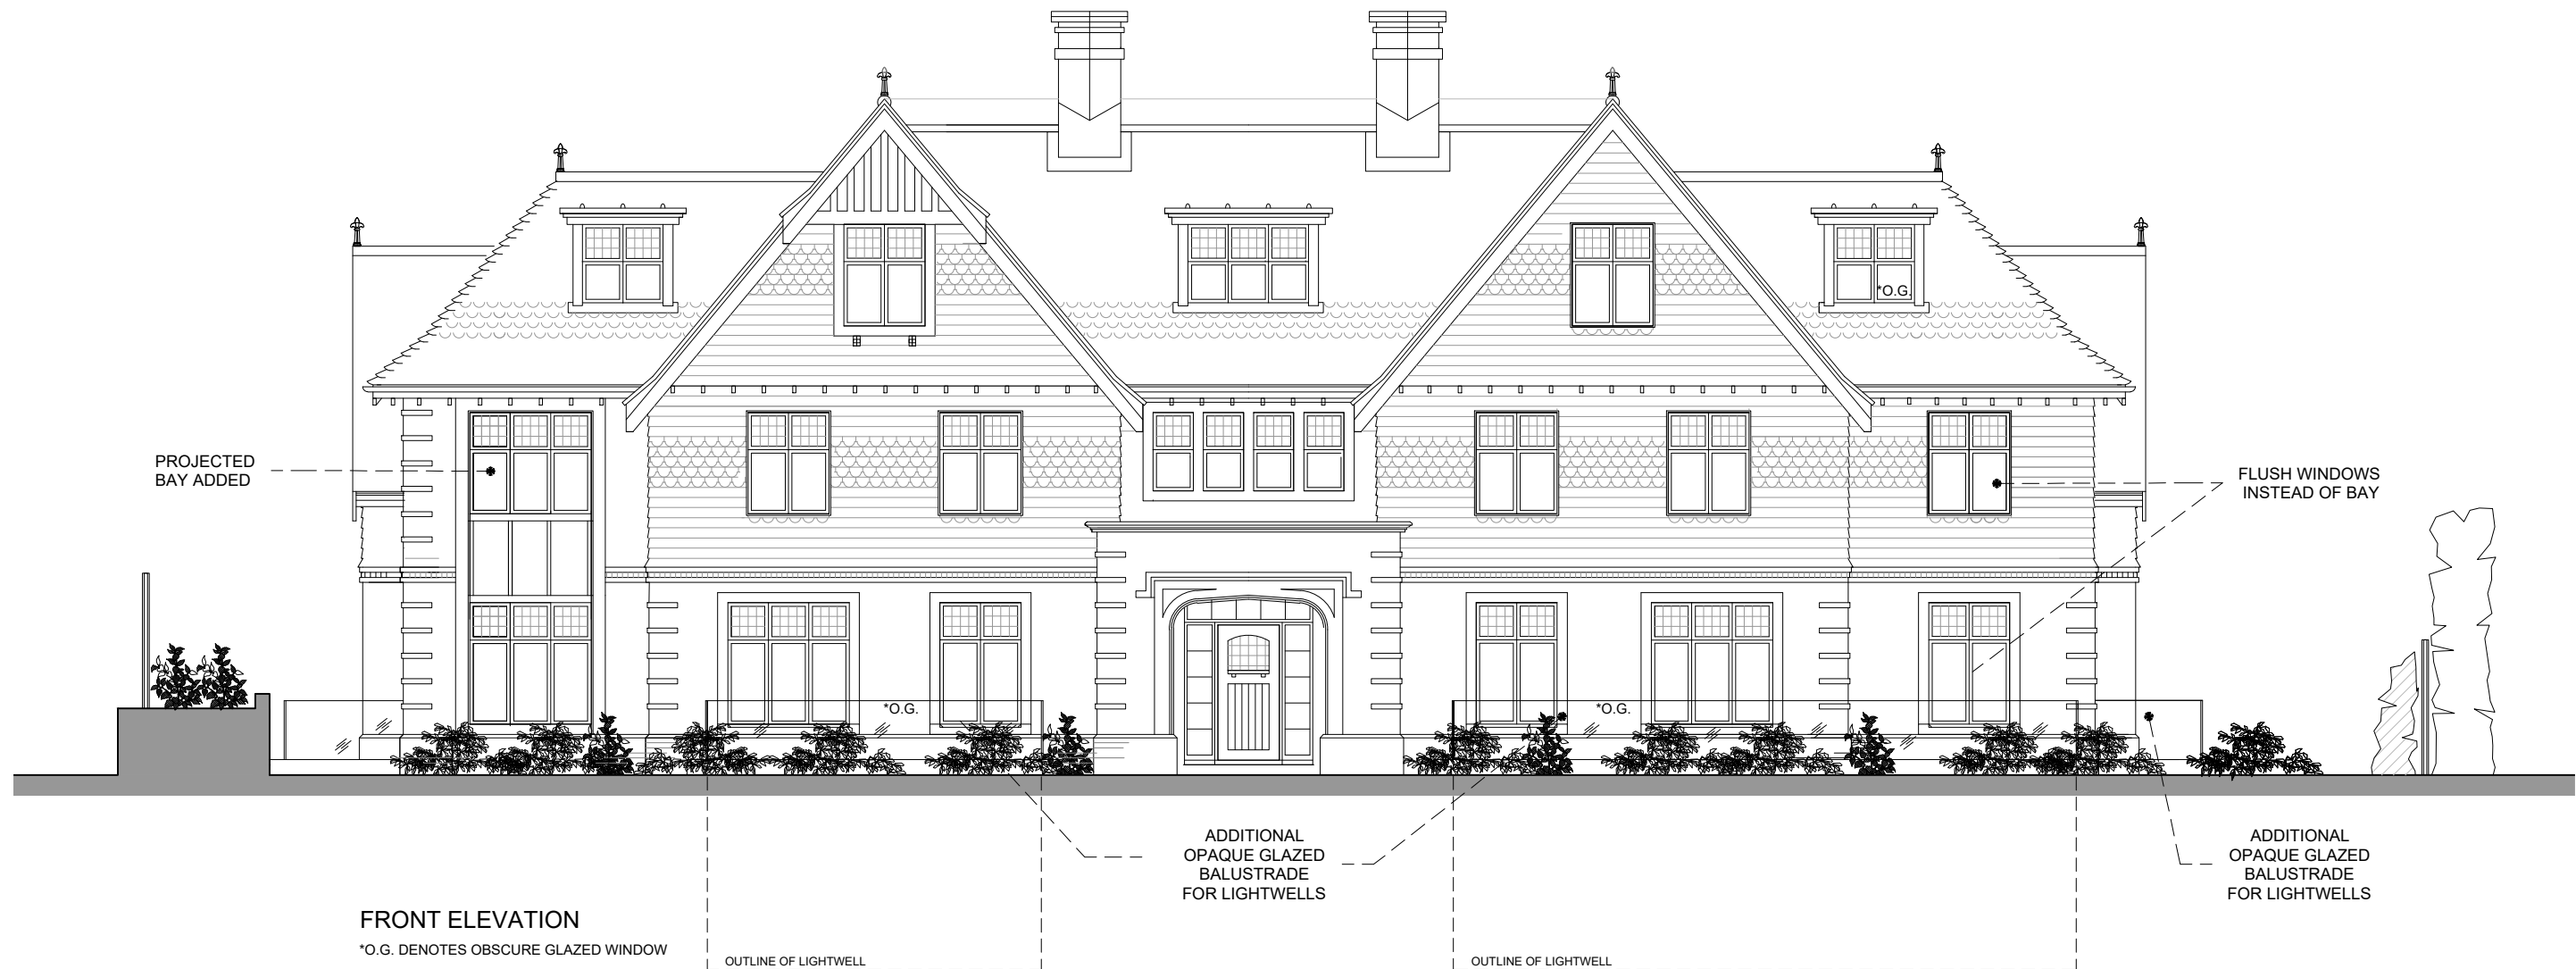 *O.G.
PROJECTED
BAY ADDED
FLUSH WINDOWS
INSTEAD OF BAY
*O.G.
*O.G.
ADDITIONAL
OPAQUE GLAZED
BALUSTRADE
FOR LIGHTWELLS
ADDITIONAL
OPAQUE GLAZED
BALUSTRADE
FOR LIGHTWELLS
FRONT ELEVATION
*O.G. DENOTES OBSCURE GLAZED WINDOW
OUTLINE OF LIGHTWELL
OUTLINE OF LIGHTWELL